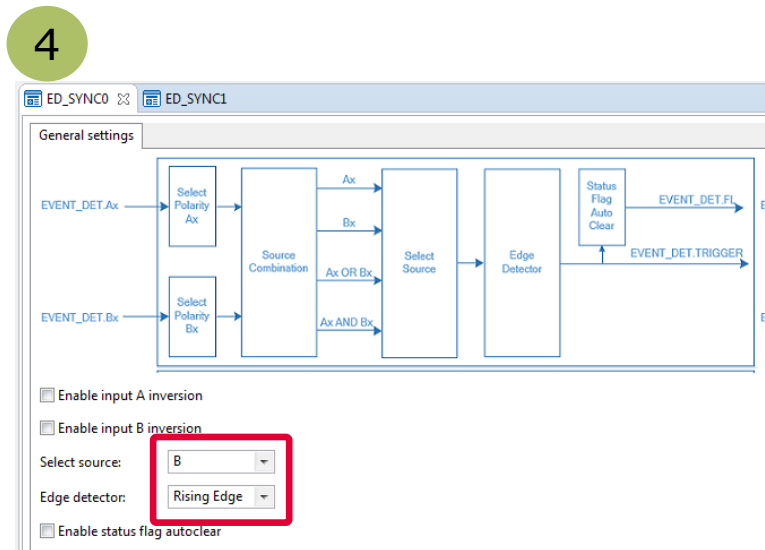 4
ED_SYNC0
ED_SYNC1
General settings
EVENT_DET.Ax
Select
Polarity
Ax
Source
Combination
Ax
Bx
Ax OR Bx
Ax AND Bx
Select
Source
Edge
Detector
Status
Flag
Auto
Clear
EVENT_DET.FL
EVENT_DET.TRIGGER
E
EVENT_DET.Bx
Select
Polarity
Bx
E
Enable input A inversion
Enable input B inversion
Select source: B
Edge detector: Rising Edge
Enable status flag autoclear